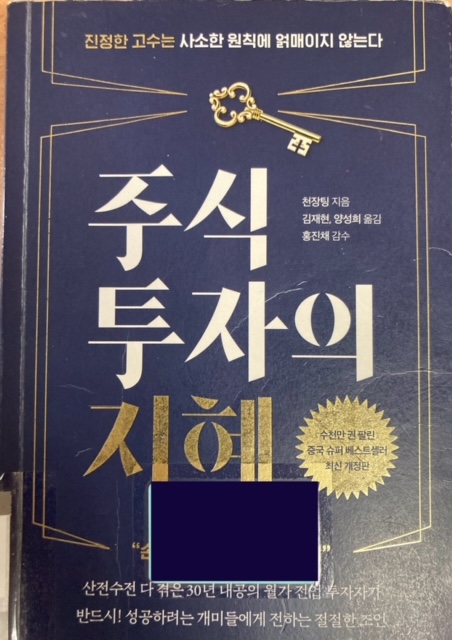 진정한 고수는 사소한 원칙에 얽매이지 않는다
주식
투자의
지혜
천장팅 지음
김재현, 양성희 옮김
홍진채 감수
수천만 권 팔린
중국 슈퍼 베스트셀러
최신 개정판
산전수전 다 겪은 30년 내공의 월가 전업 투자자가
반드시! 성공하려는 개미들에게 전하는 절절한 조언